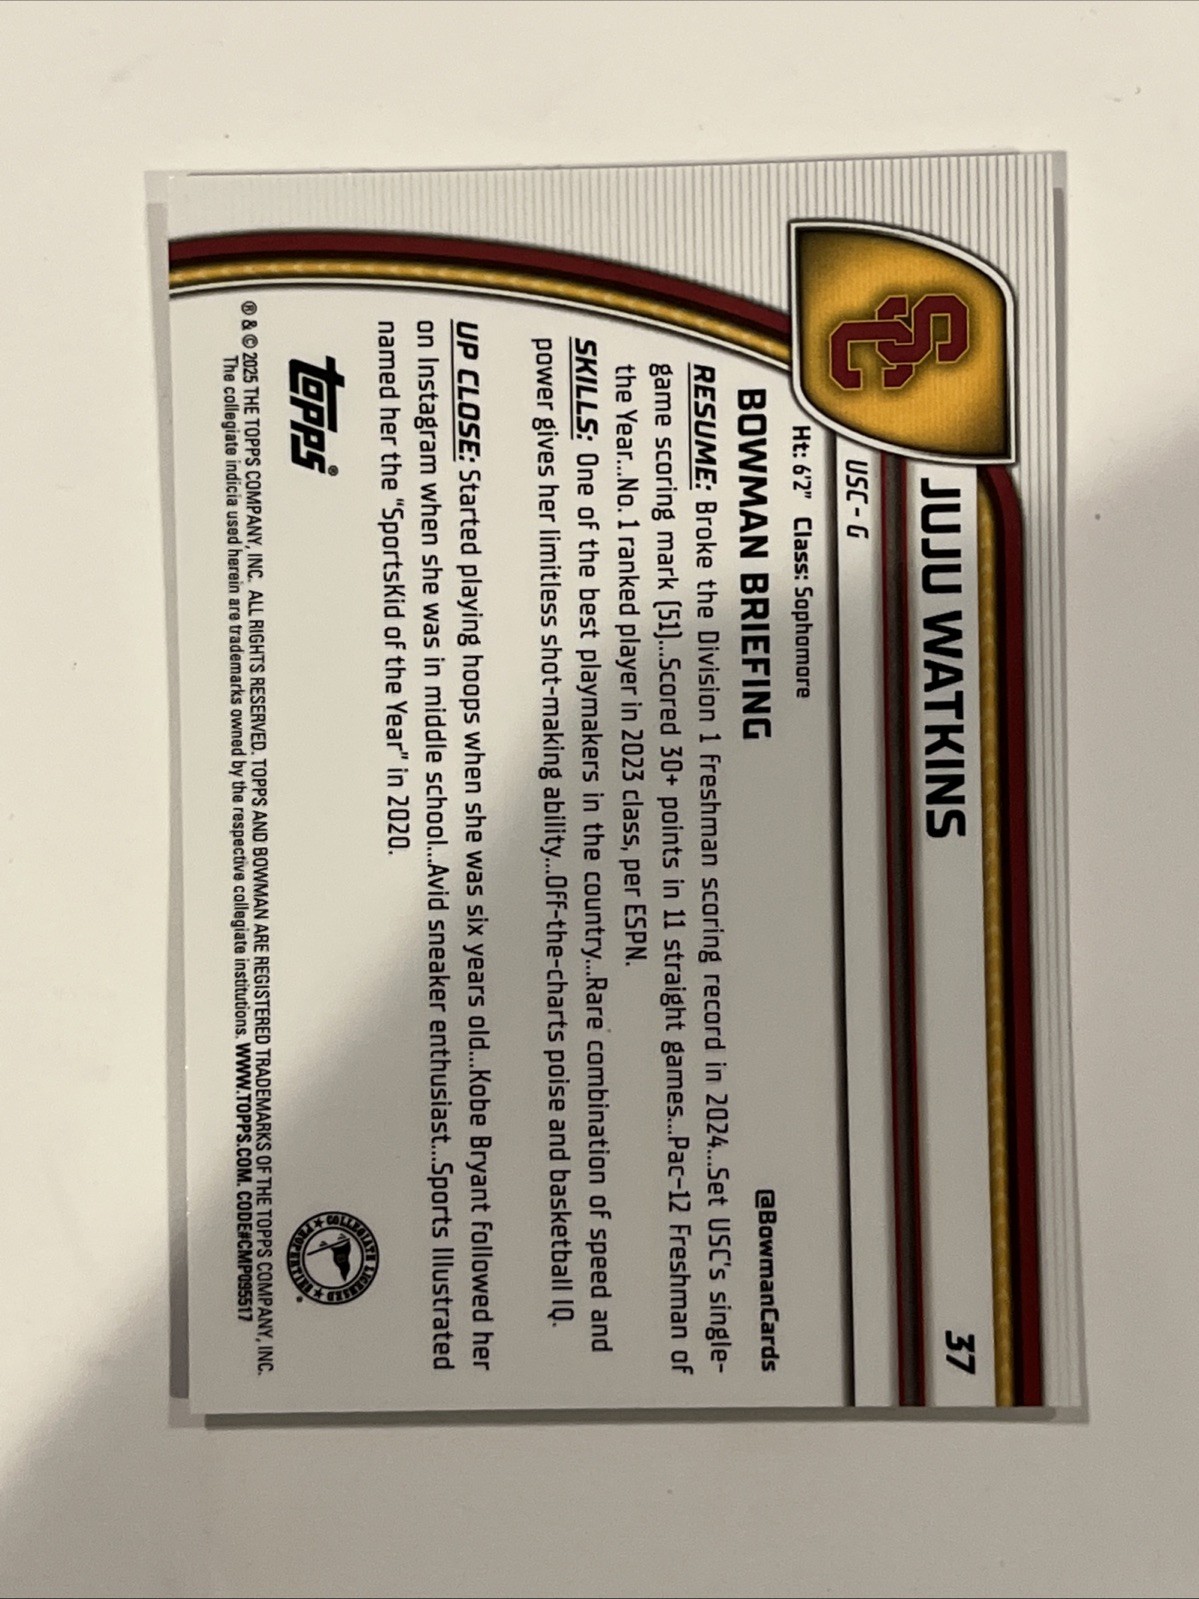 SC
JUJU WATKINS 37
USC - G
Ht: 6'2" Class: Sophomore
BOWMAN BRIEFING @BowmanCards
RESUME: Broke the Division 1 freshman scoring record in 2024...Set USC's single-
game scoring mark (51)...Scored 30+ points in 11 straight games...Pac-12 Freshman of
the Year...No. 1 ranked player in 2023 class, per ESPN.
SKILLS: One of the best playmakers in the country...Rare combination of speed and
power gives her limitless shot-making ability...Off-the-charts poise and basketball IQ.
UP CLOSE: Started playing hoops when she was six years old...Kobe Bryant followed her
on Instagram when she was in middle school...Avid sneaker enthusiast...Sports Illustrated
named her the "SportsKid of the Year" in 2020.
topps®
COLLEGIATE LICENSED PROPERTIES
® & © 2025 THE TOPPS COMPANY, INC. ALL RIGHTS RESERVED. TOPPS AND BOWMAN ARE REGISTERED TRADEMARKS OF THE TOPPS COMPANY, INC.
The collegiate indicia used herein are trademarks owned by the respective collegiate institutions. WWW.TOPPS.COM. CODE#CMP095517